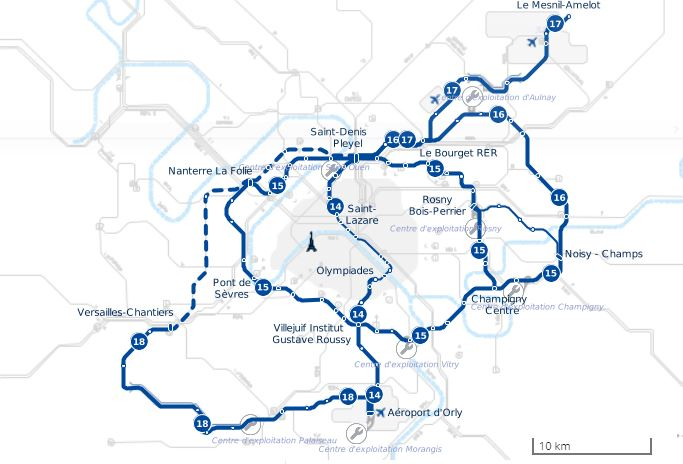 Le Mesnil-Amelot
17
17
Centre d'exploitation d'Aulnay
16
Saint-Denis
Pleyel
16
17
Le Bourget RER
Nanterre La Folie
Centre d'exploitation Saint-Ouen
15
15
14
Saint-
Lazare
Rosny
Bois-Perrier
16
Centre d'exploitation Rosny
15
Noisy - Champs
Olympiades
15
Pont de
Sèvres
15
Champigny
Centre
Centre d'exploitation Champigny
Versailles-Chantiers
14
Villejuif Institut
Gustave Roussy
15
18
Centre d'exploitation Vitry
18
14
Aéroport d'Orly
18
Centre d'exploitation Palaiseau
Centre d'exploitation Morangis
10 km